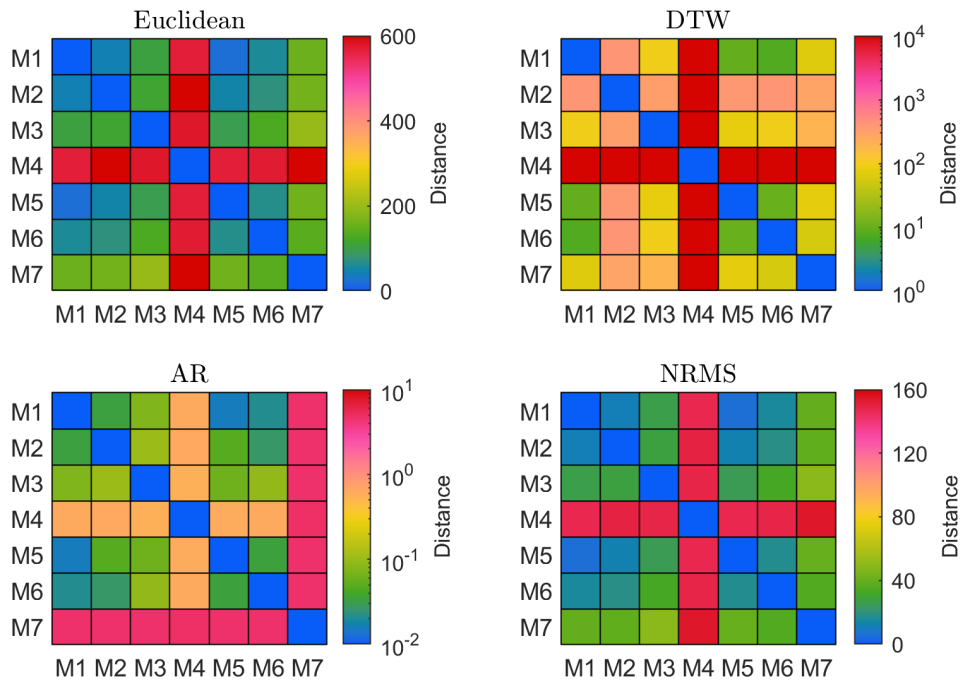 Euclidean
M1
M2
M3
M4
M5
M6
M7
M1 M2 M3 M4 M5 M6 M7
600
400
200
0
Distance
DTW
M1
M2
M3
M4
M5
M6
M7
M1 M2 M3 M4 M5 M6 M7
10^4
10^3
10^2
10^1
10^0
Distance
AR
M1
M2
M3
M4
M5
M6
M7
M1 M2 M3 M4 M5 M6 M7
10^1
10^0
10^-1
10^-2
Distance
NRMS
M1
M2
M3
M4
M5
M6
M7
M1 M2 M3 M4 M5 M6 M7
160
120
80
40
0
Distance